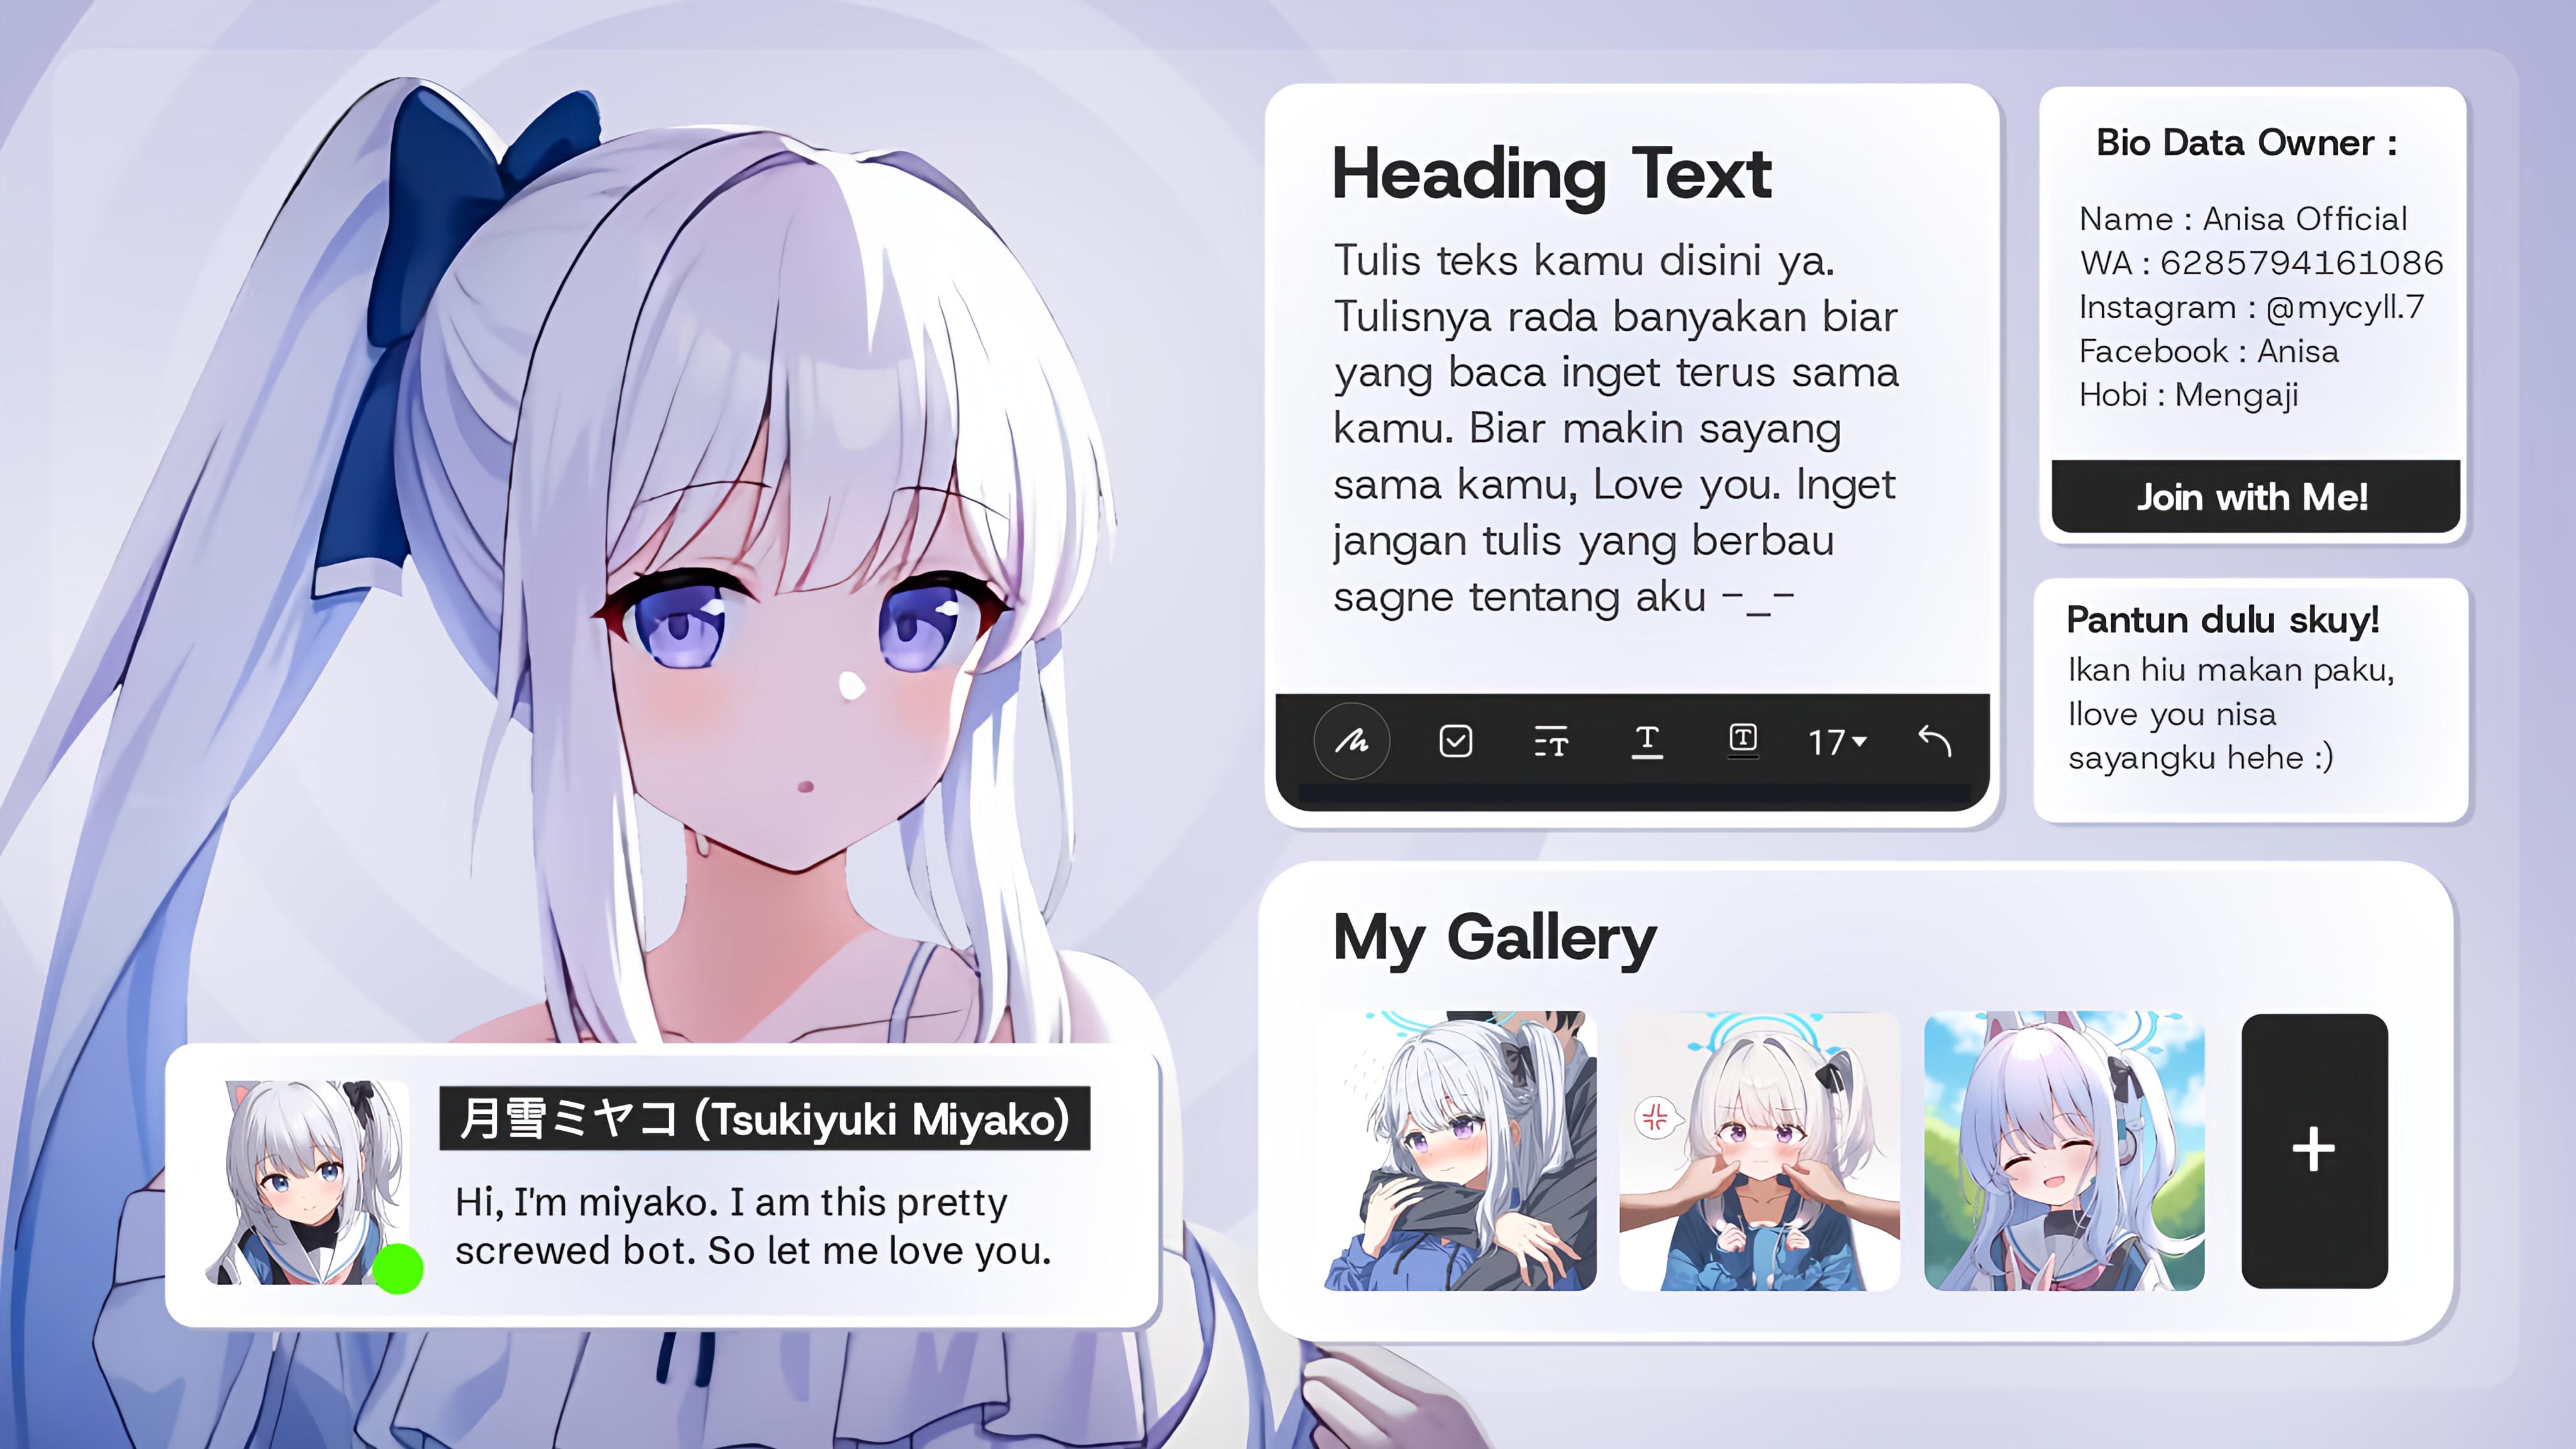 Heading Text
Tulis teks kamu disini ya.
Tulisnya rada banyakan biar
yang baca inget terus sama
kamu. Biar makin sayang
sama kamu, Love you. Inget
jangan tulis yang berbau
sagne tentang aku -_-
17
Bio Data Owner :
Name : Anisa Official
WA : 6285794161086
Instagram : @mycyll.7
Facebook : Anisa
Hobi : Mengaji
Join with Me!
Pantun dulu skuy!
Ikan hiu makan paku,
Ilove you nisa
sayangku hehe :)
My Gallery
+
月雪ミヤコ (Tsukiyuki Miyako)
Hi, I'm miyako. I am this pretty
screwed bot. So let me love you.